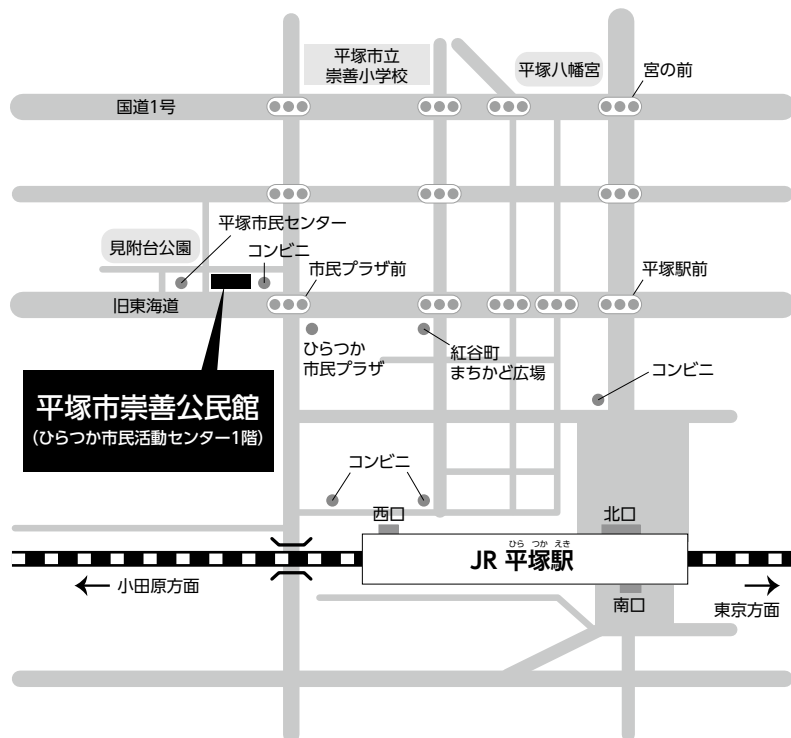 平塚市立
崇善小学校
平塚八幡宮
宮の前
国道1号
平塚市民センター
見附台公園
コンビニ
市民プラザ前
平塚駅前
旧東海道
ひらつか
市民プラザ
紅谷町
まちかど広場
コンビニ
平塚市崇善公民館
(ひらつか市民活動センター1階)
コンビニ
西口
北口
ひら つか えき
JR 平塚駅
小田原方面
南口
東京方面